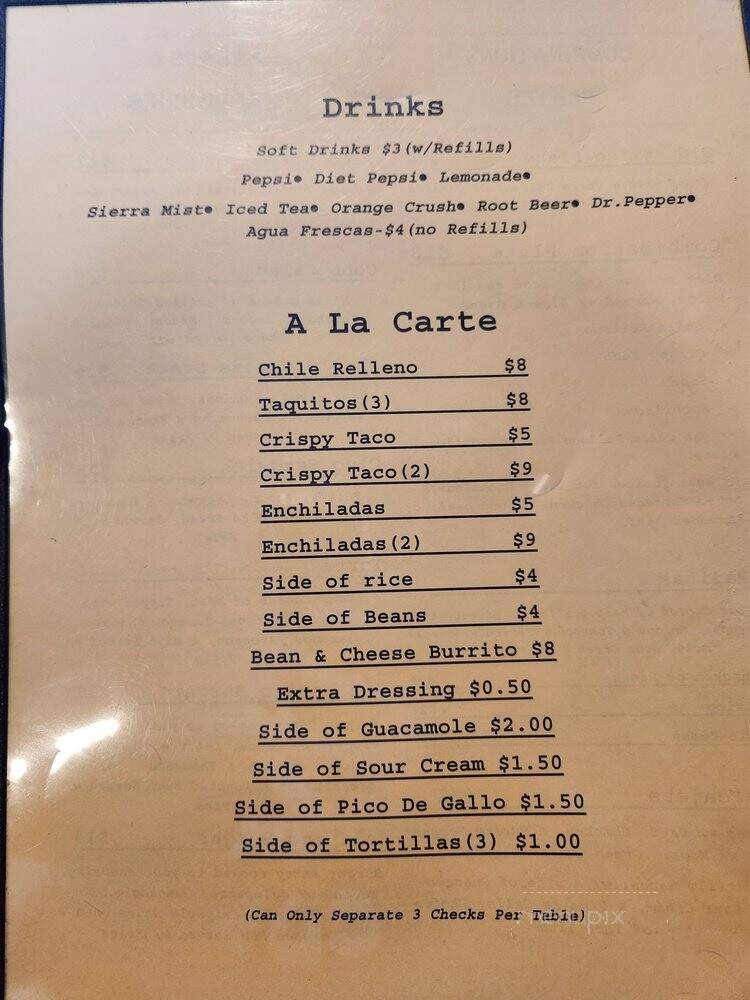 Drinks
Soft Drinks $3(w/Refills)
Pepsi• Diet Pepsi• Lemonade•
Sierra Mist• Iced Tea• Orange Crush• Root Beer• Dr.Pepper•
Agua Frescas-$4(no Refills)
A La Carte
Chile Relleno $8
Taquitos(3) $8
Crispy Taco $5
Crispy Taco(2) $9
Enchiladas $5
Enchiladas(2) $9
Side of rice $4
Side of Beans $4
Bean & Cheese Burrito $8
Extra Dressing $0.50
Side of Guacamole $2.00
Side of Sour Cream $1.50
Side of Pico De Gallo $1.50
Side of Tortillas(3) $1.00
(Can Only Separate 3 Checks Per Table)